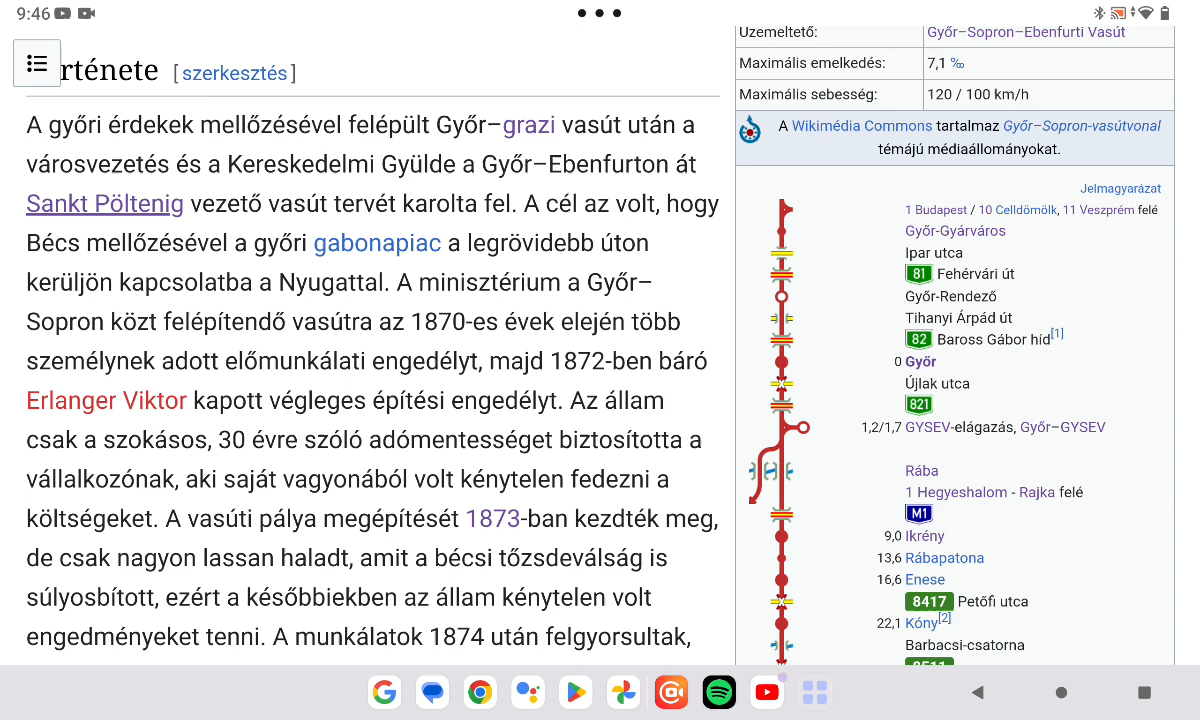 9:46
rténete [ szerkesztés ]
A győri érdekek mellőzésével felépült Győr–grazi vasút után a
városvezetés és a Kereskedelmi Gyülde a Győr–Ebenfurton át
Sankt Pöltenig vezető vasút tervét karolta fel. A cél az volt, hogy
Bécs mellőzésével a győri gabonapiac a legrövidebb úton
kerüljön kapcsolatba a Nyugattal. A minisztérium a Győr–
Sopron közt felépítendő vasútra az 1870-es évek elején több
személynek adott előmunkálati engedélyt, majd 1872-ben báró
Erlanger Viktor kapott végleges építési engedélyt. Az állam
csak a szokásos, 30 évre szóló adómentességet biztosította a
vállalkozónak, aki saját vagyonából volt kénytelen fedezni a
költségeket. A vasúti pálya megépítését 1873-ban kezdték meg,
de csak nagyon lassan haladt, amit a bécsi tőzsdeválság is
súlyosbított, ezért a későbbiekben az állam kénytelen volt
engedményeket tenni. A munkálatok 1874 után felgyorsultak,
Üzemeltető: Győr–Sopron–Ebenfurti Vasút
Maximális emelkedés: 7,1 ‰
Maximális sebesség: 120 / 100 km/h
A Wikimédia Commons tartalmaz Győr–Sopron-vasútvonal
témájú médiaállományokat.
Jelmagyarázat
1 Budapest / 10 Celldömölk, 11 Veszprém felé
Győr-Gyárváros
Ipar utca
81 Fehérvári út
Győr-Rendező
Tihanyi Árpád út
82 Baross Gábor híd[1]
0 Győr
Újlak utca
821
1,2/1,7 GYSEV-elágazás, Győr–GYSEV
Rába
1 Hegyeshalom - Rajka felé
M1
9,0 Ikrény
13,6 Rábapatona
16,6 Enese
8417 Petőfi utca
22,1 Kóny[2]
Barbacsi-csatorna